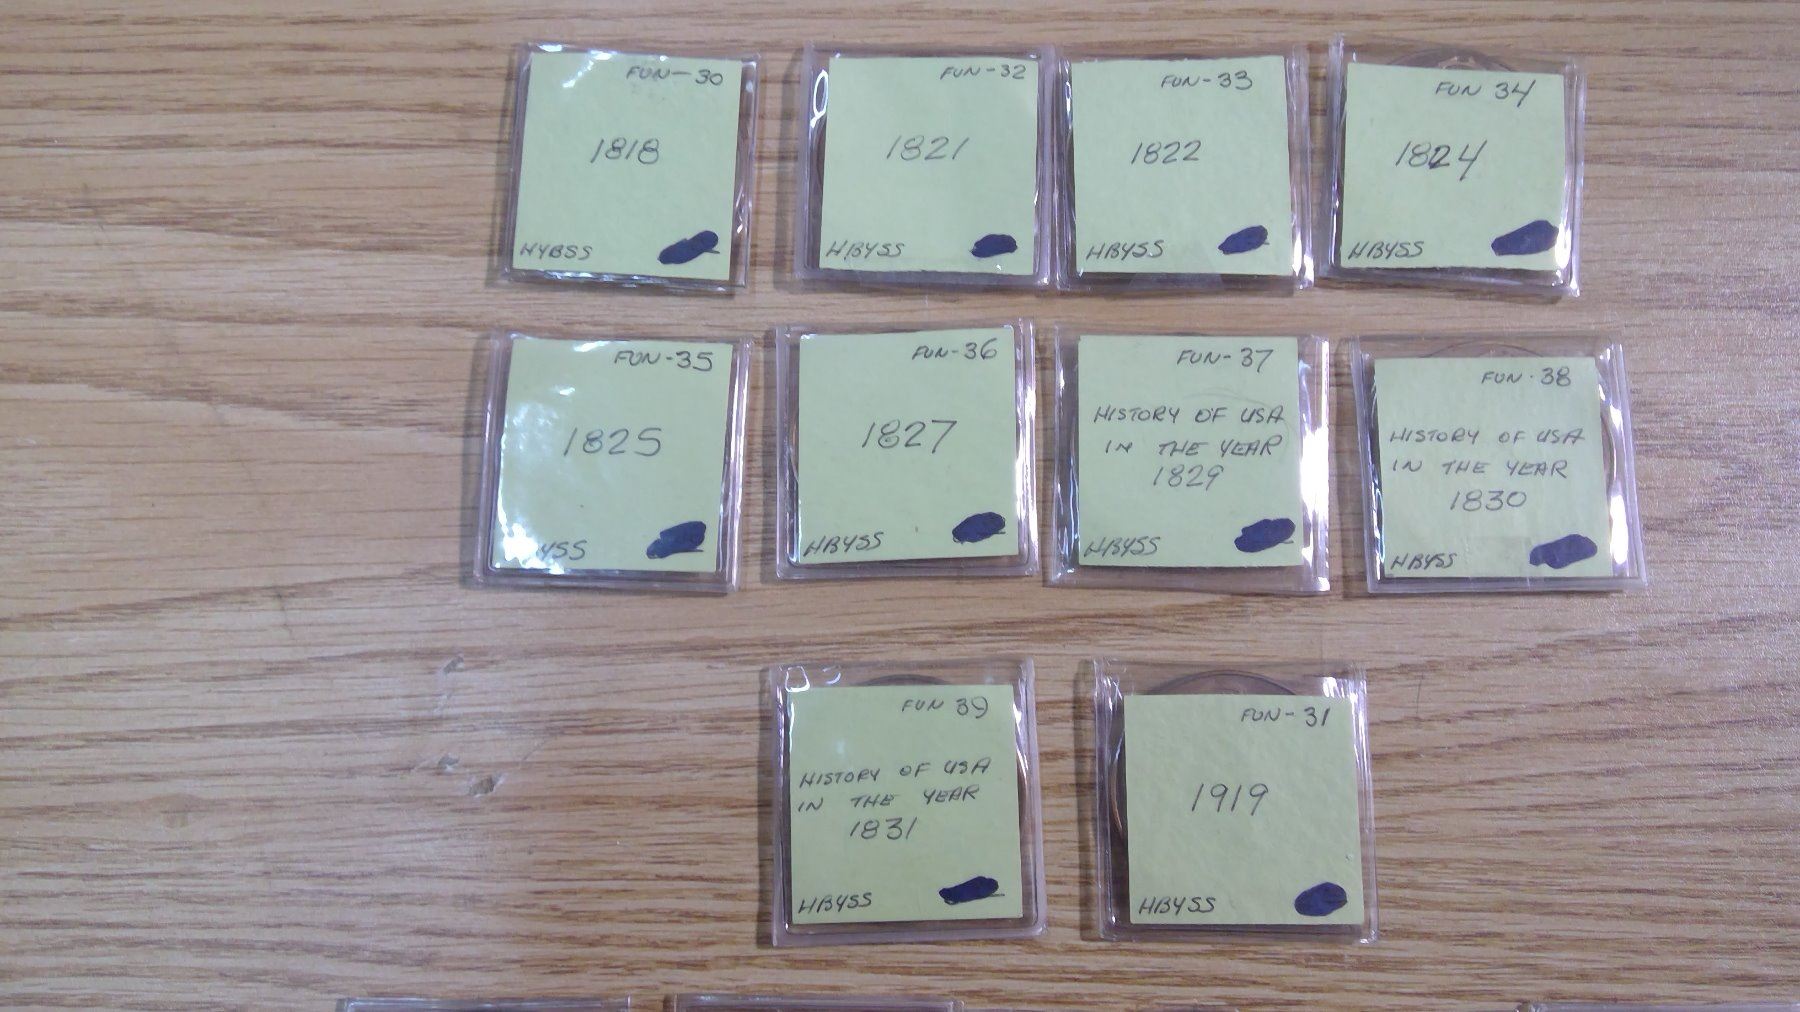 FUN-30
1818
HYBSS
FUN-32
1821
HBYSS
FUN-33
1822
HBYSS
FUN 34
1824
HBYSS
FUN-35
1825
FUN-36
1827
HBYSS
FUN-37
HISTORY OF USA
IN THE YEAR
1829
HBYSS
FUN-38
HISTORY OF USA
IN THE YEAR
1830
HBYSS
FUN 39
HISTORY OF USA
IN THE YEAR
1831
HBYSS
FUN-31
1919
HBYSS